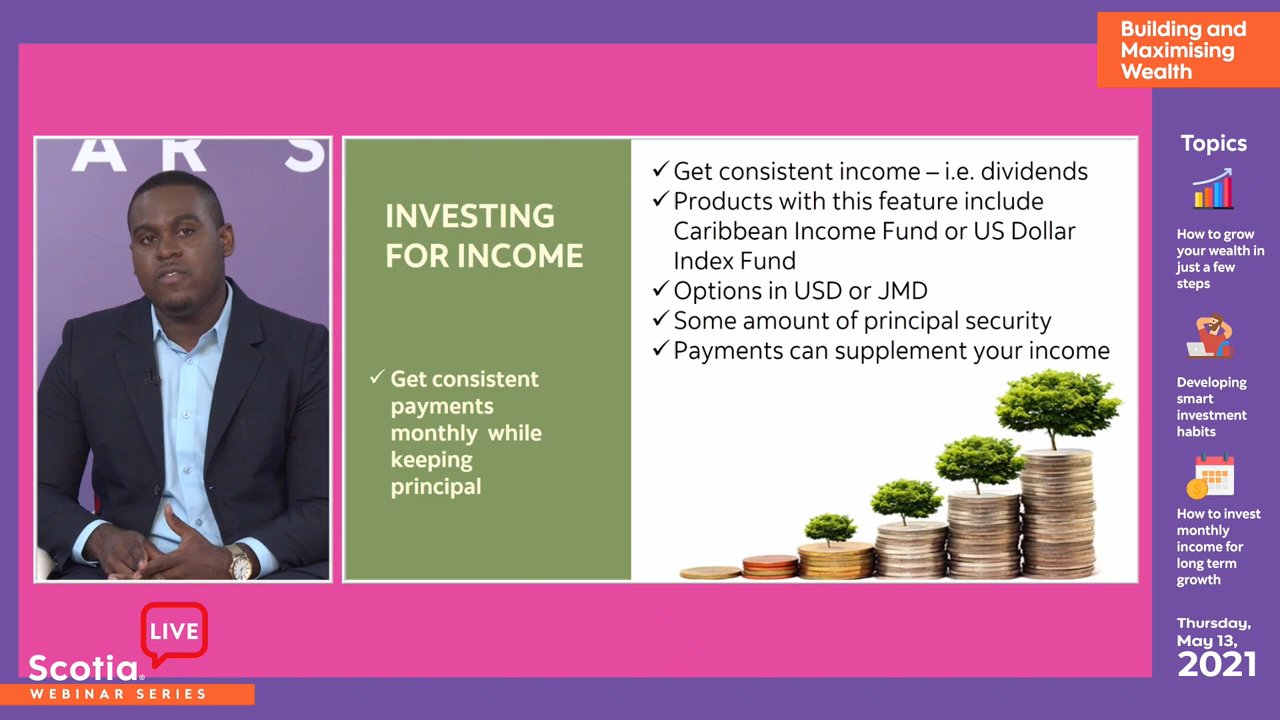 Building and
Maximising
Wealth
A R S
INVESTING
FOR INCOME
✓ Get consistent
payments
monthly while
keeping
principal
✓ Get consistent income – i.e. dividends
✓ Products with this feature include
Caribbean Income Fund or US Dollar
Index Fund
✓ Options in USD or JMD
✓ Some amount of principal security
✓ Payments can supplement your income
Topics
How to grow
your wealth in
just a few
steps
Developing
smart
investment
habits
How to invest
monthly
income for
long term
growth
Thursday,
May 13,
2021
LIVE
Scotia®
WEBINAR SERIES